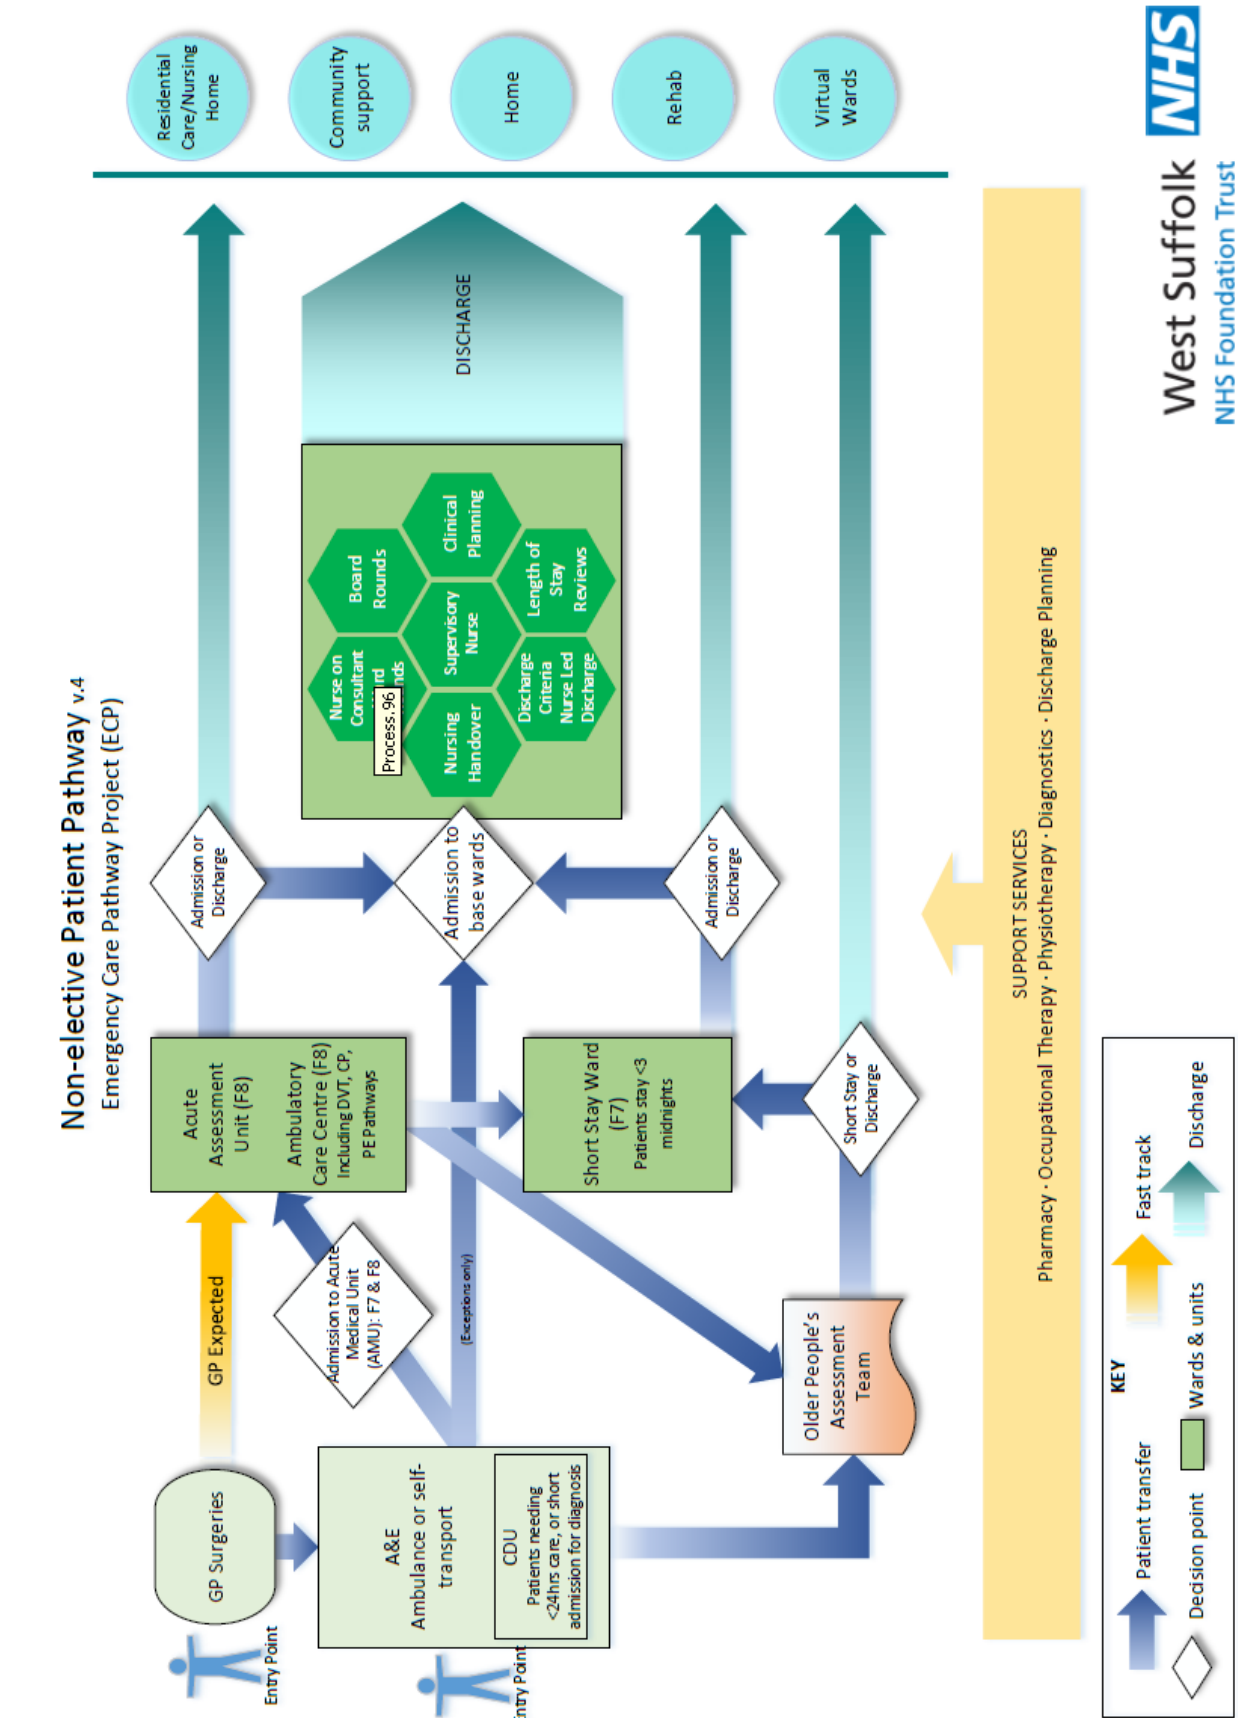 Non-elective Patient Pathway v.4
Emergency Care Pathway Project (ECP)
Entry Point
GP Surgeries
GP Expected
Entry Point
A&E
Ambulance or self-
transport
CDU
Patients needing
<24hrs care, or short
admission for diagnosis
Admission to Acute
Medical Unit
(AMU): F7 & F8
(Exceptions only)
Older People's
Assessment
Team
Acute
Assessment
Unit (F8)
Ambulatory
Care Centre (F8)
Including DVT, CP,
PE Pathways
Short Stay Ward
(F7)
Patients stay <3
midnights
Short Stay or
Discharge
Admission or
Discharge
Admission to
base wards
Admission or
Discharge
Nurse on
Consultant
Process.96
Board
Rounds
Nursing
Handover
Supervisory
Nurse
Clinical
Planning
Discharge
Criteria
Nurse Led
Discharge
Length of
Stay
Reviews
DISCHARGE
Residential
Care/Nursing
Home
Community
support
Home
Rehab
Virtual
Wards
SUPPORT SERVICES
Pharmacy · Occupational Therapy · Physiotherapy · Diagnostics · Discharge Planning
KEY
Patient transfer
Fast track
Decision point
Wards & units
Discharge
West Suffolk NHS
NHS Foundation Trust